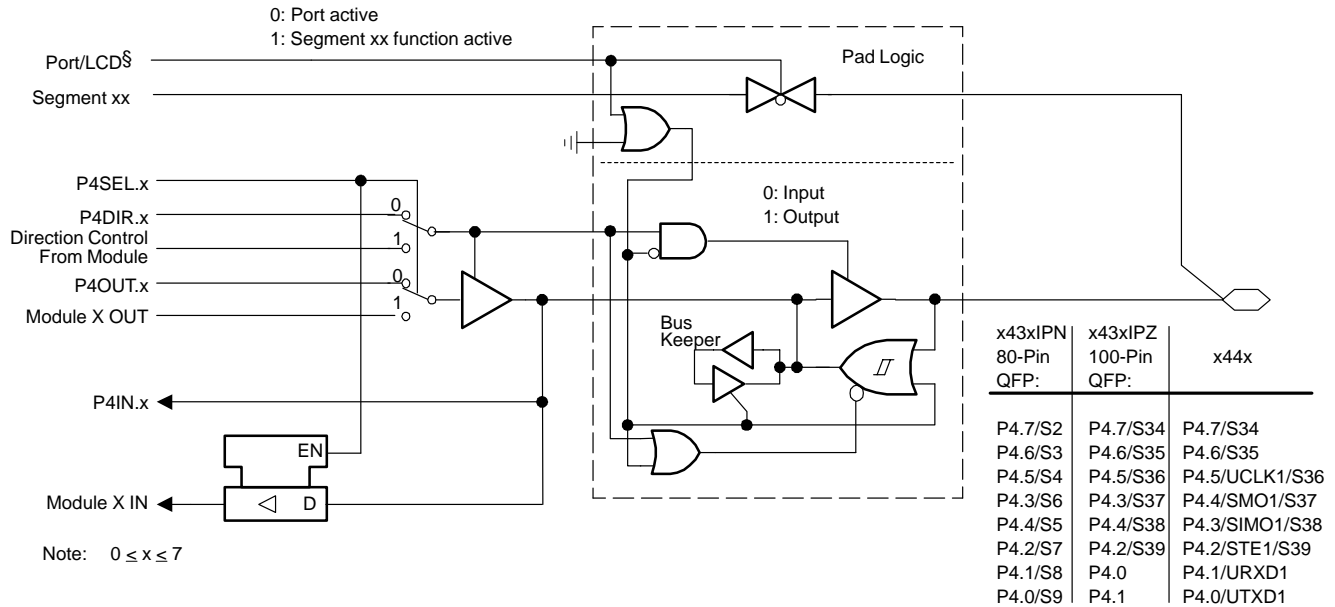 0: Port active
1: Segment xx function active
Port/LCD§
Segment xx
Pad Logic
P4SEL.x
P4DIR.x
Direction Control
From Module
P4OUT.x
Module X OUT
0
1
0
1
0: Input
1: Output
Bus
Keeper
P4IN.x
EN
D
Module X IN
Note: 0 ≤ x ≤ 7
x43xIPN
80-Pin
QFP:
x43xIPZ
100-Pin
QFP:
x44x
P4.7/S2 P4.7/S34 P4.7/S34
P4.6/S3 P4.6/S35 P4.6/S35
P4.5/S4 P4.5/S36 P4.5/UCLK1/S36
P4.3/S6 P4.3/S37 P4.4/SMO1/S37
P4.4/S5 P4.4/S38 P4.3/SIMO1/S38
P4.2/S7 P4.2/S39 P4.2/STE1/S39
P4.1/S8 P4.0 P4.1/URXD1
P4.0/S9 P4.1 P4.0/UTXD1